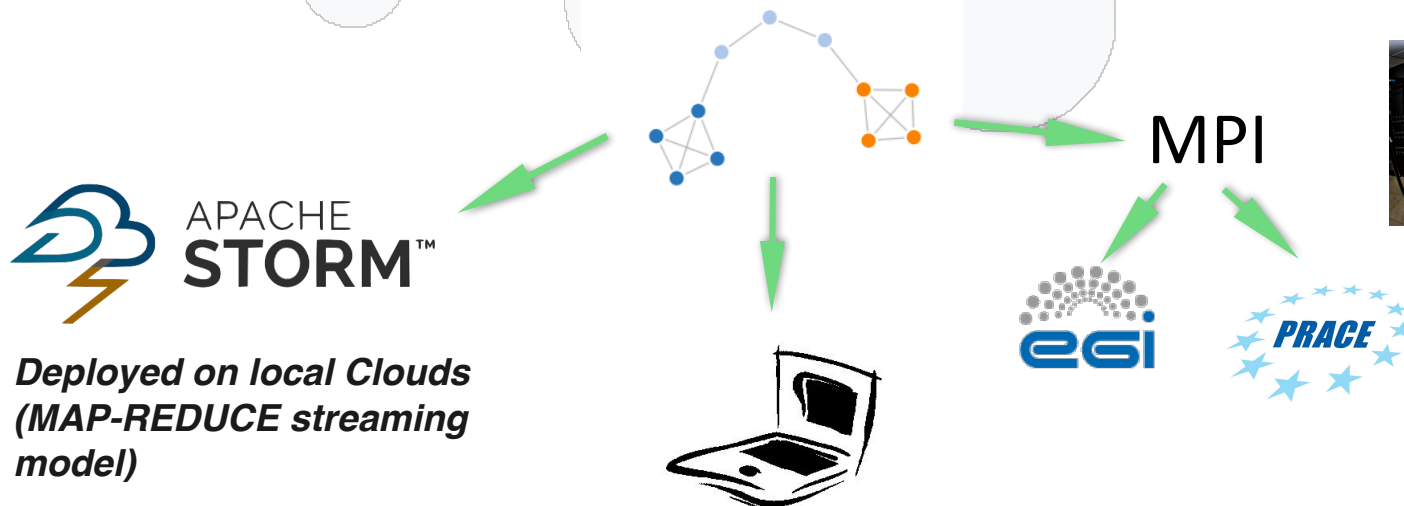 MPI
APACHE
STORM™
egi
PRACE
Deployed on local Clouds
(MAP-REDUCE streaming
model)